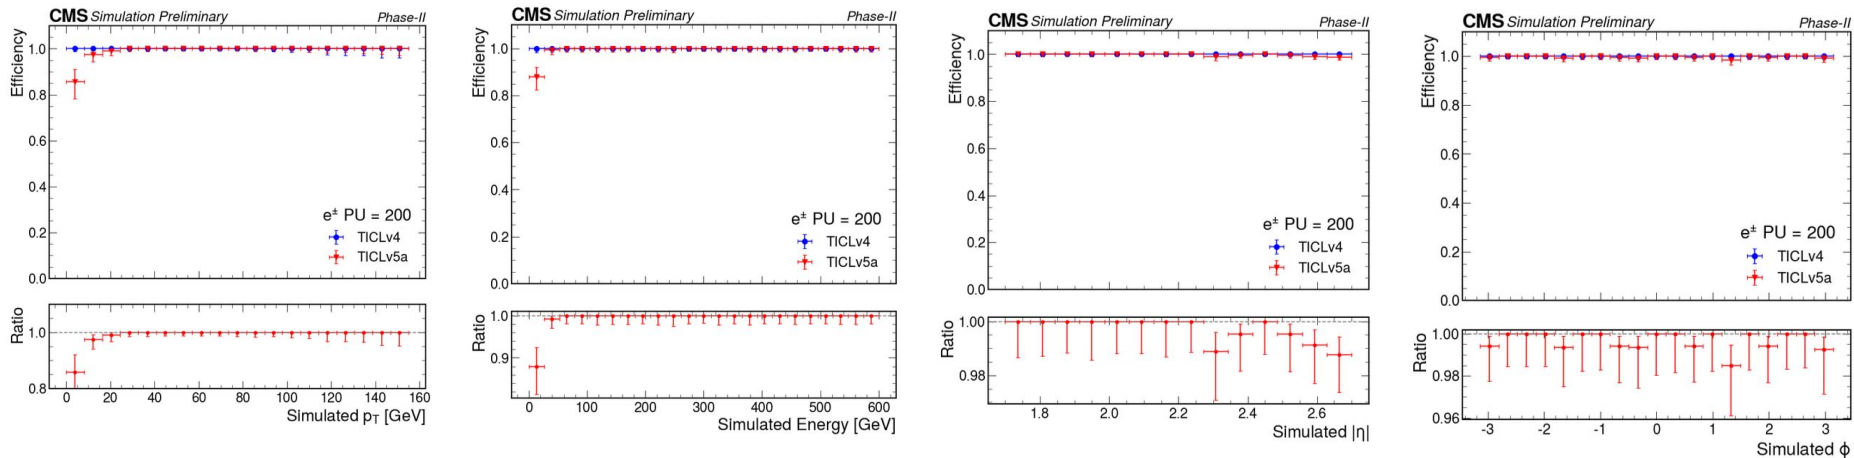 CMS Simulation Preliminary Phase-II
Efficiency
1.0
0.8
0.6
0.4
0.2
0.0
e± PU = 200
TICLv4
TICLv5a
Ratio
1.0
0.8
0 20 40 60 80 100 120 140 160
Simulated pT [GeV]
CMS Simulation Preliminary Phase-II
Efficiency
1.0
0.8
0.6
0.4
0.2
0.0
e± PU = 200
TICLv4
TICLv5a
Ratio
1.0
0.9
0 100 200 300 400 500 600
Simulated Energy [GeV]
CMS Simulation Preliminary Phase-II
Efficiency
1.0
0.8
0.6
0.4
0.2
0.0
e± PU = 200
TICLv4
TICLv5a
Ratio
1.00
0.98
1.8 2.0 2.2 2.4 2.6
Simulated |η|
CMS Simulation Preliminary Phase-II
Efficiency
1.0
0.8
0.6
0.4
0.2
0.0
e± PU = 200
TICLv4
TICLv5a
Ratio
1.00
0.98
0.96
-3 -2 -1 0 1 2 3
Simulated ϕ